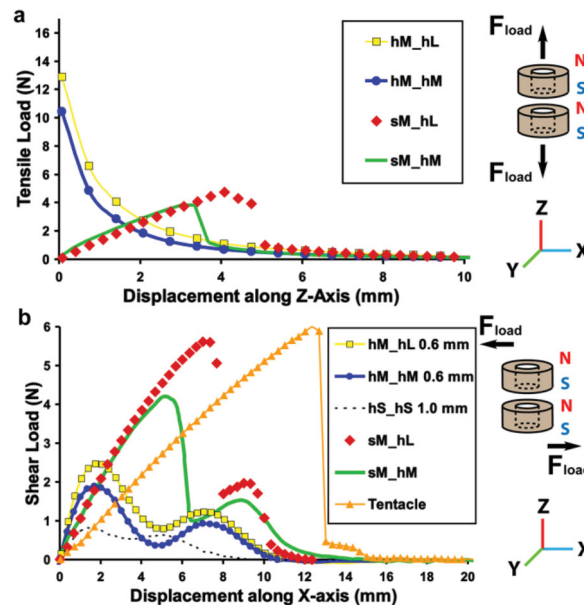 a
16
14
12
10
8
6
4
2
0
Tensile Load (N)
0 2 4 6 8 10
Displacement along Z-Axis (mm)
hM_hL
hM_hM
sM_hL
sM_hM
Fload
N
S
N
S
Fload
Z
X
Y
b
6
5
4
3
2
1
0
Shear Load (N)
0 2 4 6 8 10 12 14 16 18 20
Displacement along X-axis (mm)
hM_hL 0.6 mm
hM_hM 0.6 mm
hS_hS 1.0 mm
sM_hL
sM_hM
Tentacle
Fload
N
S
N
S
Fload
Z
X
Y